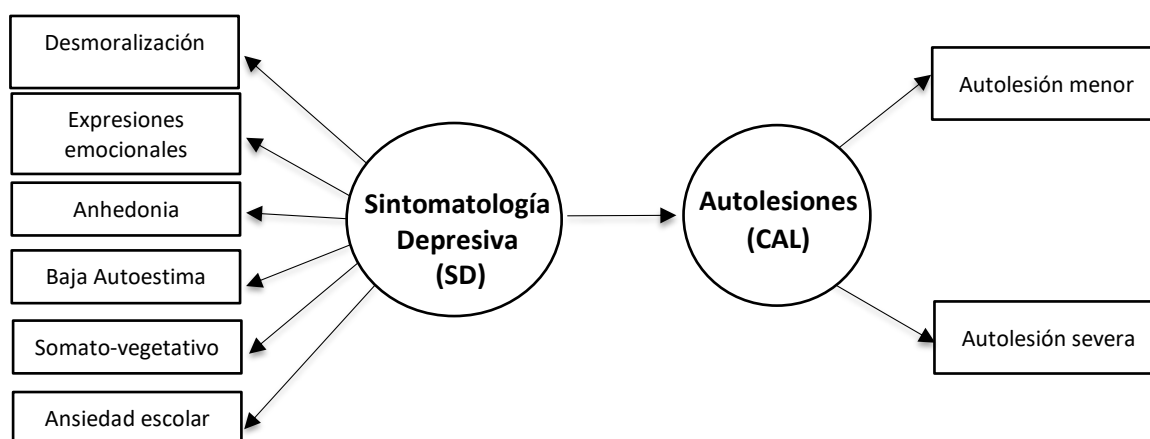 Desmoralización
Expresiones
emocionales
Anhedonia
Baja Autoestima
Somato-vegetativo
Ansiedad escolar
Sintomatología
Depresiva
(SD)
Autolesiones
(CAL)
Autolesión menor
Autolesión severa